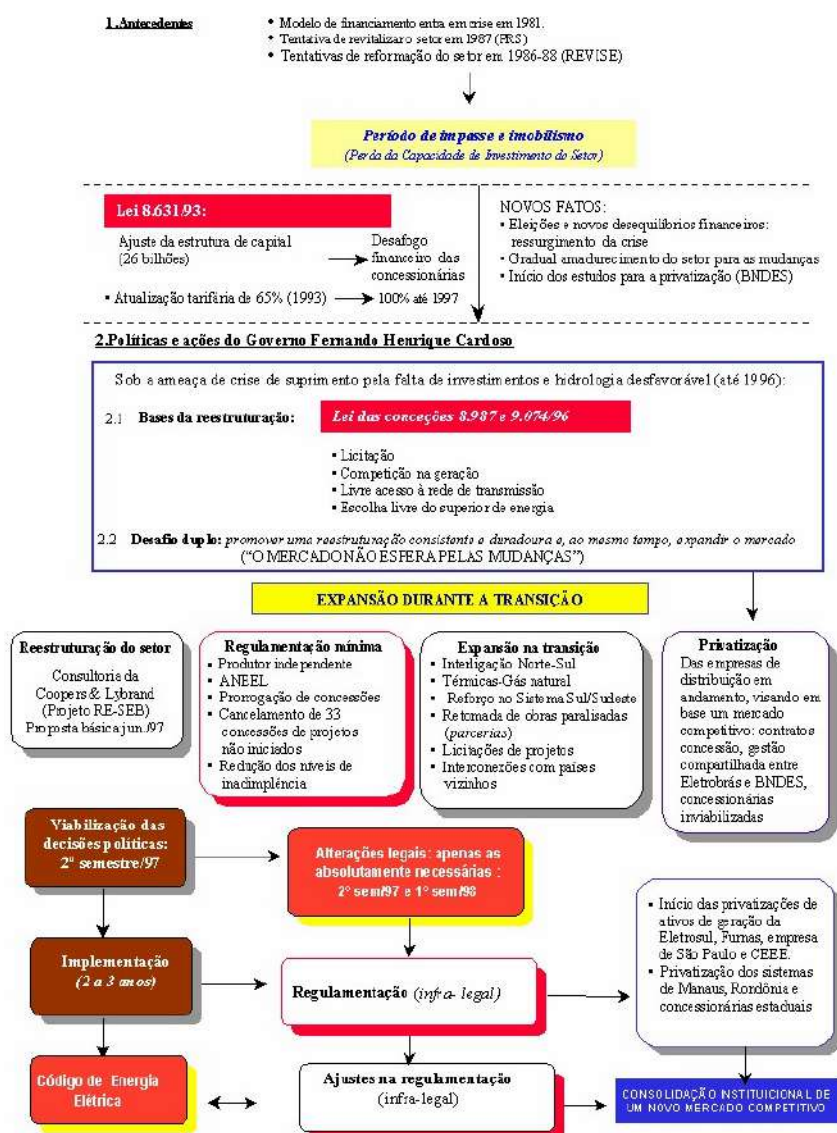 1.Antecedentes
• Modelo de financiamento entra em crise em 1981.
• Tentativa de revitalizar o setor em 1987 (PRS)
• Tentativas de reformação do setor em 1986-88 (REVISE)
Período de impasse e imobilismo
(Perda da Capacidade de Investimento do Setor)
Lei 8.631/93:
Ajuste da estrutura de capital
(26 bilhões)
Desafogo
financeiro das
concessionárias
• Atualização tarifária de 65% (1993)
100% até 1997
NOVOS FATOS:
• Eleições e novos desequilíbrios financeiros:
ressurgimento da crise
• Gradual amadurecimento do setor para as mudanças
• Início dos estudos para a privatização (BNDES)
2.Políticas e ações do Governo Fernando Henrique Cardoso
Sob a ameaça de crise de suprimento pela falta de investimentos e hidrologia desfavorável (até 1996):
2.1 Bases da reestruturação:
Lei das conceções 8.987 e 9.074/96
• Licitação
• Competição na geração
• Livre acesso à rede de transmissão
• Escolha livre do superior de energia
2.2 Desafio duplo: promover uma reestruturação consistente e duradoura e, ao mesmo tempo, expandir o mercado
("O MERCADO NÃO ESPERA PELAS MUDANÇAS")
EXPANSÃO DURANTE A TRANSIÇÃO
Reestruturação do setor
Consultoria da
Coopers & Lybrand
(Projeto RE-SEB)
Proposta básica jun./97
Regulamentação mínima
• Produtor independente
• ANEEL
• Prorrogação de concessões
• Cancelamento de 33
concessões de projetos
não iniciados
• Redução dos níveis de
inadimplência
Expansão na transição
• Interligação Norte-Sul
• Térmicas-Gás natural
Reforço no Sistema Sul/Sudeste
• Retomada de obras paralisadas
(parcerias)
• Licitações de projetos
• Interconexões com países
vizinhos
Privatização
Das empresas de
distribuição em
andamento, visando em
base um mercado
competitivo: contratos
concessão, gestão
compartilhada entre
Eletrobrás e BNDES,
concessionárias
inviabilizadas
Viabilização das
decisões políticas:
2º semestre/97
Alterações legais: apenas as
absolutamente necessárias :
2º sem/97 e 1º sem/98
Implementação
(2 a 3 anos)
Regulamentação (infra- legal)
• Início das privatizações de
ativos de geração da
Eletrosul, Furnas, empresa
de São Paulo e CEEE.
• Privatização dos sistemas
de Manaus, Rondônia e
concessionárias estaduais
Código de Energia
Elétrica
Ajustes na regulamentação
(infra-legal)
CONSOLIDAÇÃO INSTITUICIONAL DE
UM NOVO MERCADO COMPETITIVO